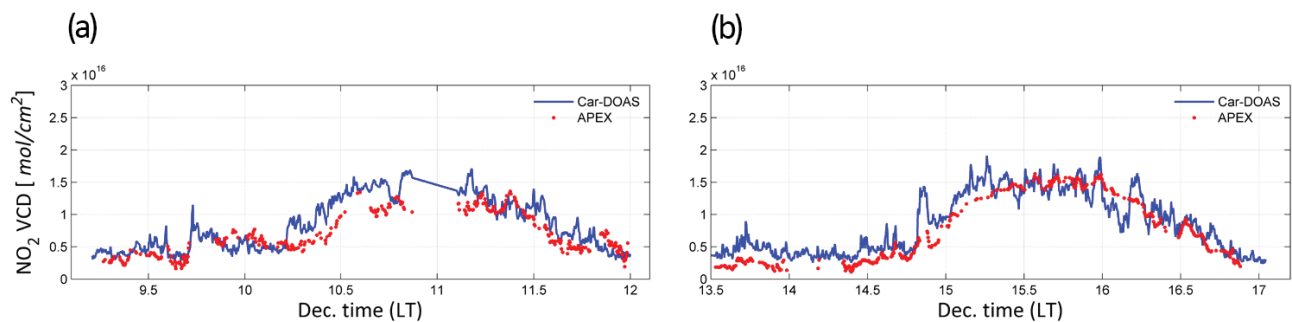 (a)
NO2 VCD [ mol/cm²]
x 10^16
3
2.5
2
1.5
1
0.5
0
9.5
10
10.5
11
11.5
12
Dec. time (LT)
Car-DOAS
APEX
(b)
x 10^16
3
2.5
2
1.5
1
0.5
0
13.5
14
14.5
15
15.5
16
16.5
17
Dec. time (LT)
Car-DOAS
APEX